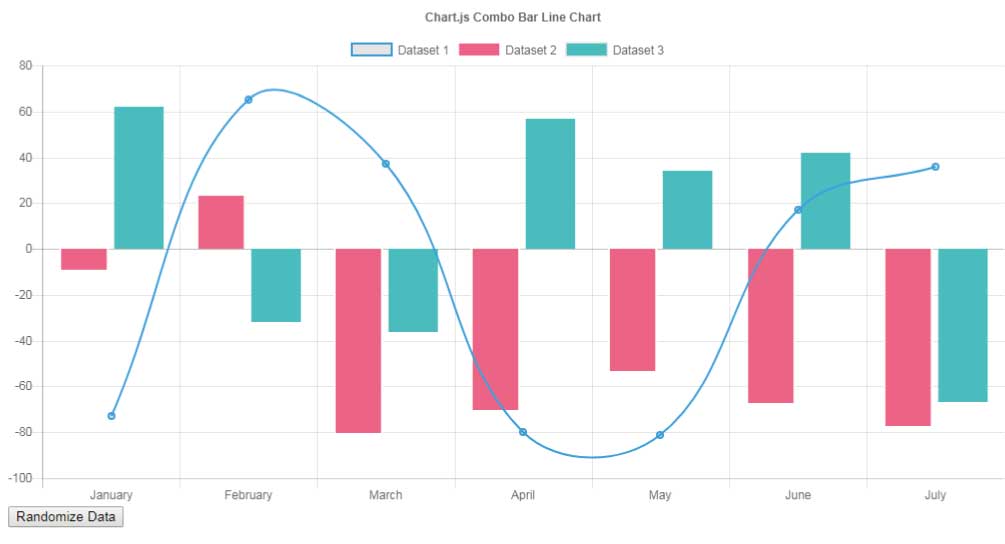 Chart.js Combo Bar Line Chart
Dataset 1 Dataset 2 Dataset 3
80
60
40
20
0
-20
-40
-60
-80
-100
January February March April May June July
Randomize Data